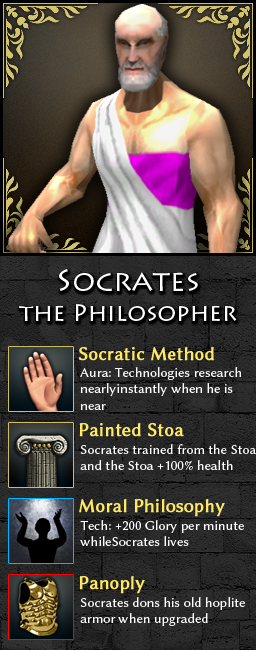 Socrates
the Philosopher
Socratic Method
Aura: Technologies research
nearlyinstantly when he is
near
Painted Stoa
Socrates trained from the Stoa
and the Stoa +100% health
Moral Philosophy
Tech: +200 Glory per minute
whileSocrates lives
Panoply
Socrates dons his old hoplite
armor when upgraded